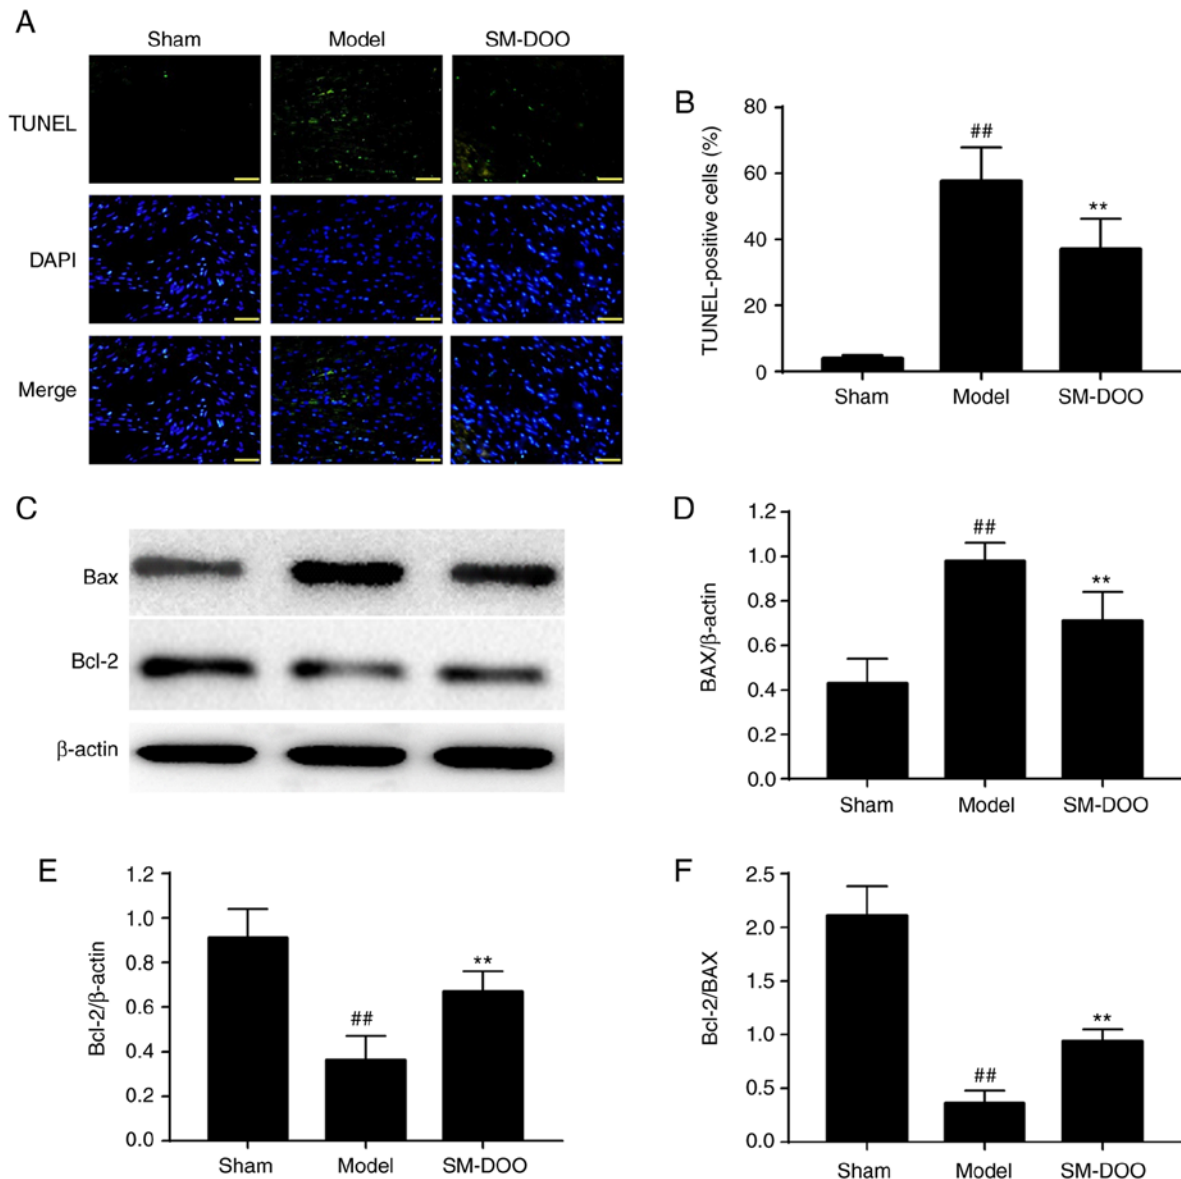 A
Sham Model SM-DOO
TUNEL
DAPI
Merge
B
TUNEL-positive cells (%)
80
60
40
20
0
##
**
Sham Model SM-DOO
C
Bax
Bcl-2
β-actin
D
BAX/β-actin
1.2
1.0
0.8
0.6
0.4
0.2
0.0
##
**
Sham Model SM-DOO
E
Bcl-2/β-actin
1.2
1.0
0.8
0.6
0.4
0.2
0.0
##
**
Sham Model SM-DOO
F
Bcl-2/BAX
2.5
2.0
1.5
1.0
0.5
0.0
##
**
Sham Model SM-DOO